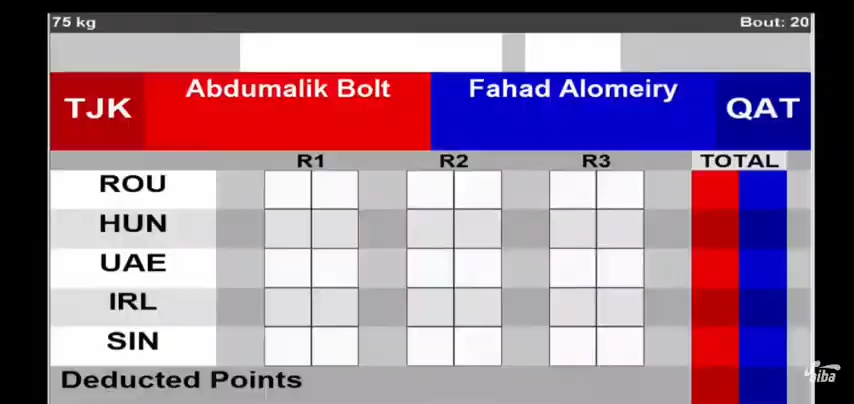 75 kg Bout: 20
Abdumalik Bolt Fahad Alomeiry
TJK QAT
R1 R2 R3 TOTAL
ROU
HUN
UAE
IRL
SIN
Deducted Points
aiba